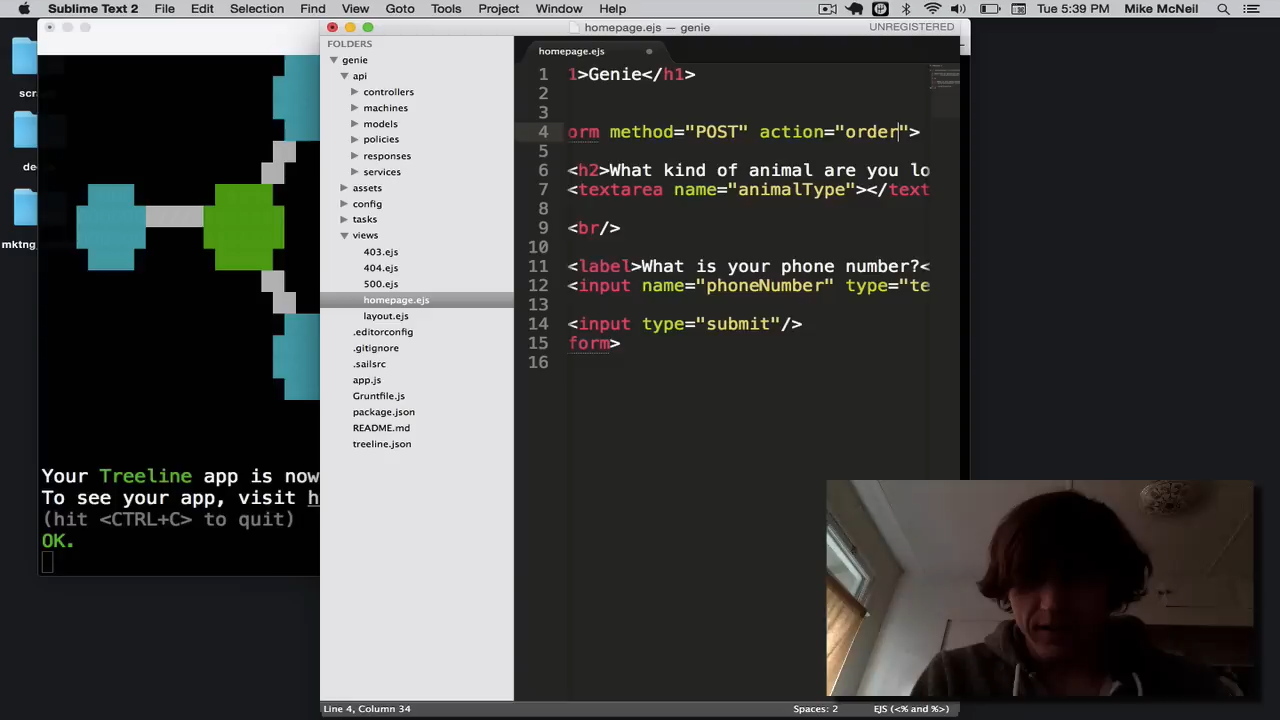 Sublime Text 2 File Edit Selection Find View Goto Tools Project Window Help Tue 5:39 PM Mike McNeil
homepage.ejs — genie UNREGISTERED
FOLDERS
genie
api
controllers
machines
models
policies
responses
services
assets
config
tasks
views
403.ejs
404.ejs
500.ejs
homepage.ejs
layout.ejs
.editorconfig
.gitignore
.sailsrc
app.js
Gruntfile.js
package.json
README.md
treeline.json
homepage.ejs
1 1>Genie</h1>
2
3
4 orm method="POST" action="order">
5
6 <h2>What kind of animal are you lo
7 <textarea name="animalType"></text
8
9 <br/>
10
11 <label>What is your phone number?<
12 <input name="phoneNumber" type="te
13
14 <input type="submit"/>
15 form>
16
Your Treeline app is now
To see your app, visit h
(hit <CTRL+C> to quit)
OK.
Line 4, Column 34 Spaces: 2 EJS (<% and %>)